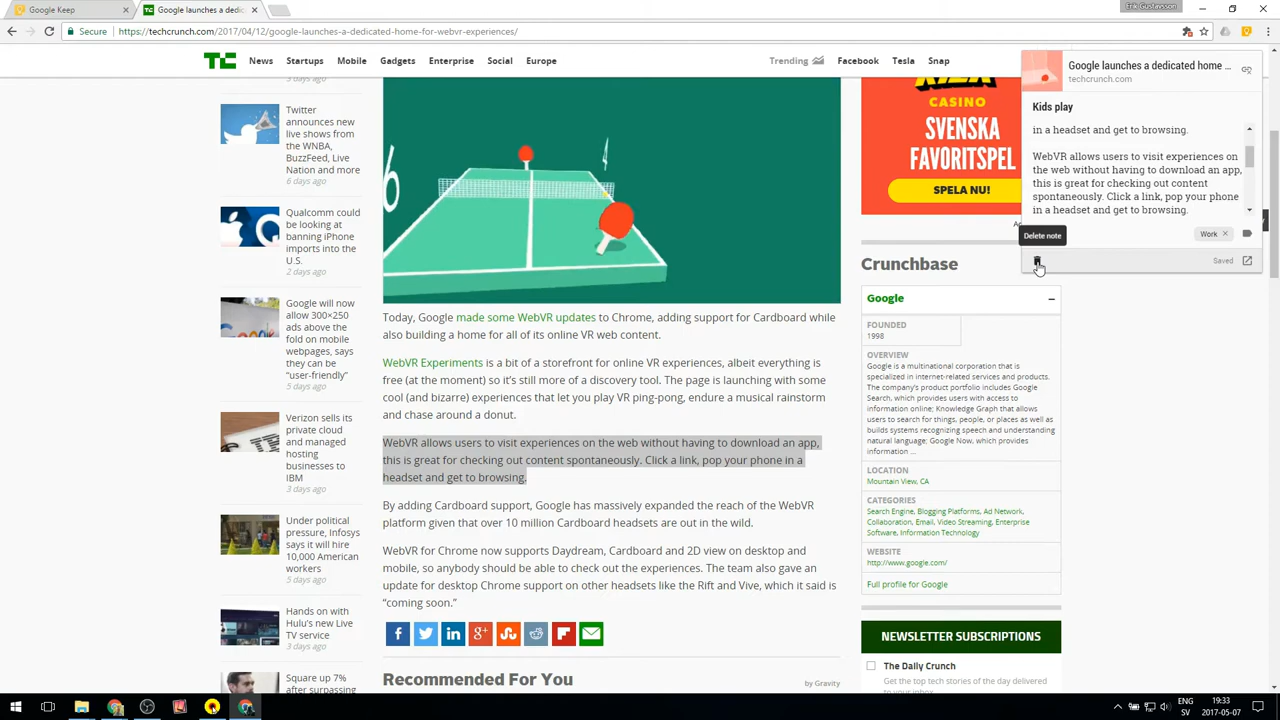 Google Keep
Google launches a dedic
Erik Gustavsson
Secure
https://techcrunch.com/2017/04/12/google-launches-a-dedicated-home-for-webvr-experiences/
News
Startups
Mobile
Gadgets
Enterprise
Social
Europe
Trending
Facebook
Tesla
Snap
5 days ago
Twitter
announces new
live shows from
the WNBA,
BuzzFeed, Live
Nation and more
6 days ago
Qualcomm could
be looking at
banning iPhone
imports into the
U.S.
2 days ago
Google will now
allow 300×250
ads above the
fold on mobile
webpages, says
they can be
"user-friendly"
5 days ago
Verizon sells its
private cloud
and managed
hosting
businesses to
IBM
3 days ago
Under political
pressure, Infosys
says it will hire
10,000 American
workers
5 days ago
Hands on with
Hulu's new Live
TV service
3 days ago
Square up 7%
after surpassing
Today, Google made some WebVR updates to Chrome, adding support for Cardboard while
also building a home for all of its online VR web content.
WebVR Experiments is a bit of a storefront for online VR experiences, albeit everything is
free (at the moment) so it's still more of a discovery tool. The page is launching with some
cool (and bizarre) experiences that let you play VR ping-pong, endure a musical rainstorm
and chase around a donut.
WebVR allows users to visit experiences on the web without having to download an app,
this is great for checking out content spontaneously. Click a link, pop your phone in a
headset and get to browsing.
By adding Cardboard support, Google has massively expanded the reach of the WebVR
platform given that over 10 million Cardboard headsets are out in the wild.
WebVR for Chrome now supports Daydream, Cardboard and 2D view on desktop and
mobile, so anybody should be able to check out the experiences. The team also gave an
update for desktop Chrome support on other headsets like the Rift and Vive, which it said is
"coming soon."
Recommended For You
by Gravity
CASINO
SVENSKA
FAVORITSPEL
SPELA NU!
Google launches a dedicated home ...
techcrunch.com
Kids play
in a headset and get to browsing.
WebVR allows users to visit experiences on
the web without having to download an app,
this is great for checking out content
spontaneously. Click a link, pop your phone
in a headset and get to browsing.
Work
Delete note
Saved
Crunchbase
Google
FOUNDED
1998
OVERVIEW
Google is a multinational corporation that is
specialized in internet-related services and products.
The company's product portfolio includes Google
Search, which provides users with access to
information online; Knowledge Graph that allows
users to search for things, people, or places as well as
builds systems recognizing speech and understanding
natural language; Google Now, which provides
information ...
LOCATION
Mountain View, CA
CATEGORIES
Search Engine, Blogging Platforms, Ad Network,
Collaboration, Email, Video Streaming, Enterprise
Software, Information Technology
WEBSITE
http://www.google.com/
Full profile for Google
NEWSLETTER SUBSCRIPTIONS
The Daily Crunch
Get the top tech stories of the day delivered
to your inbox
ENG
SV
19:33
2017-05-07